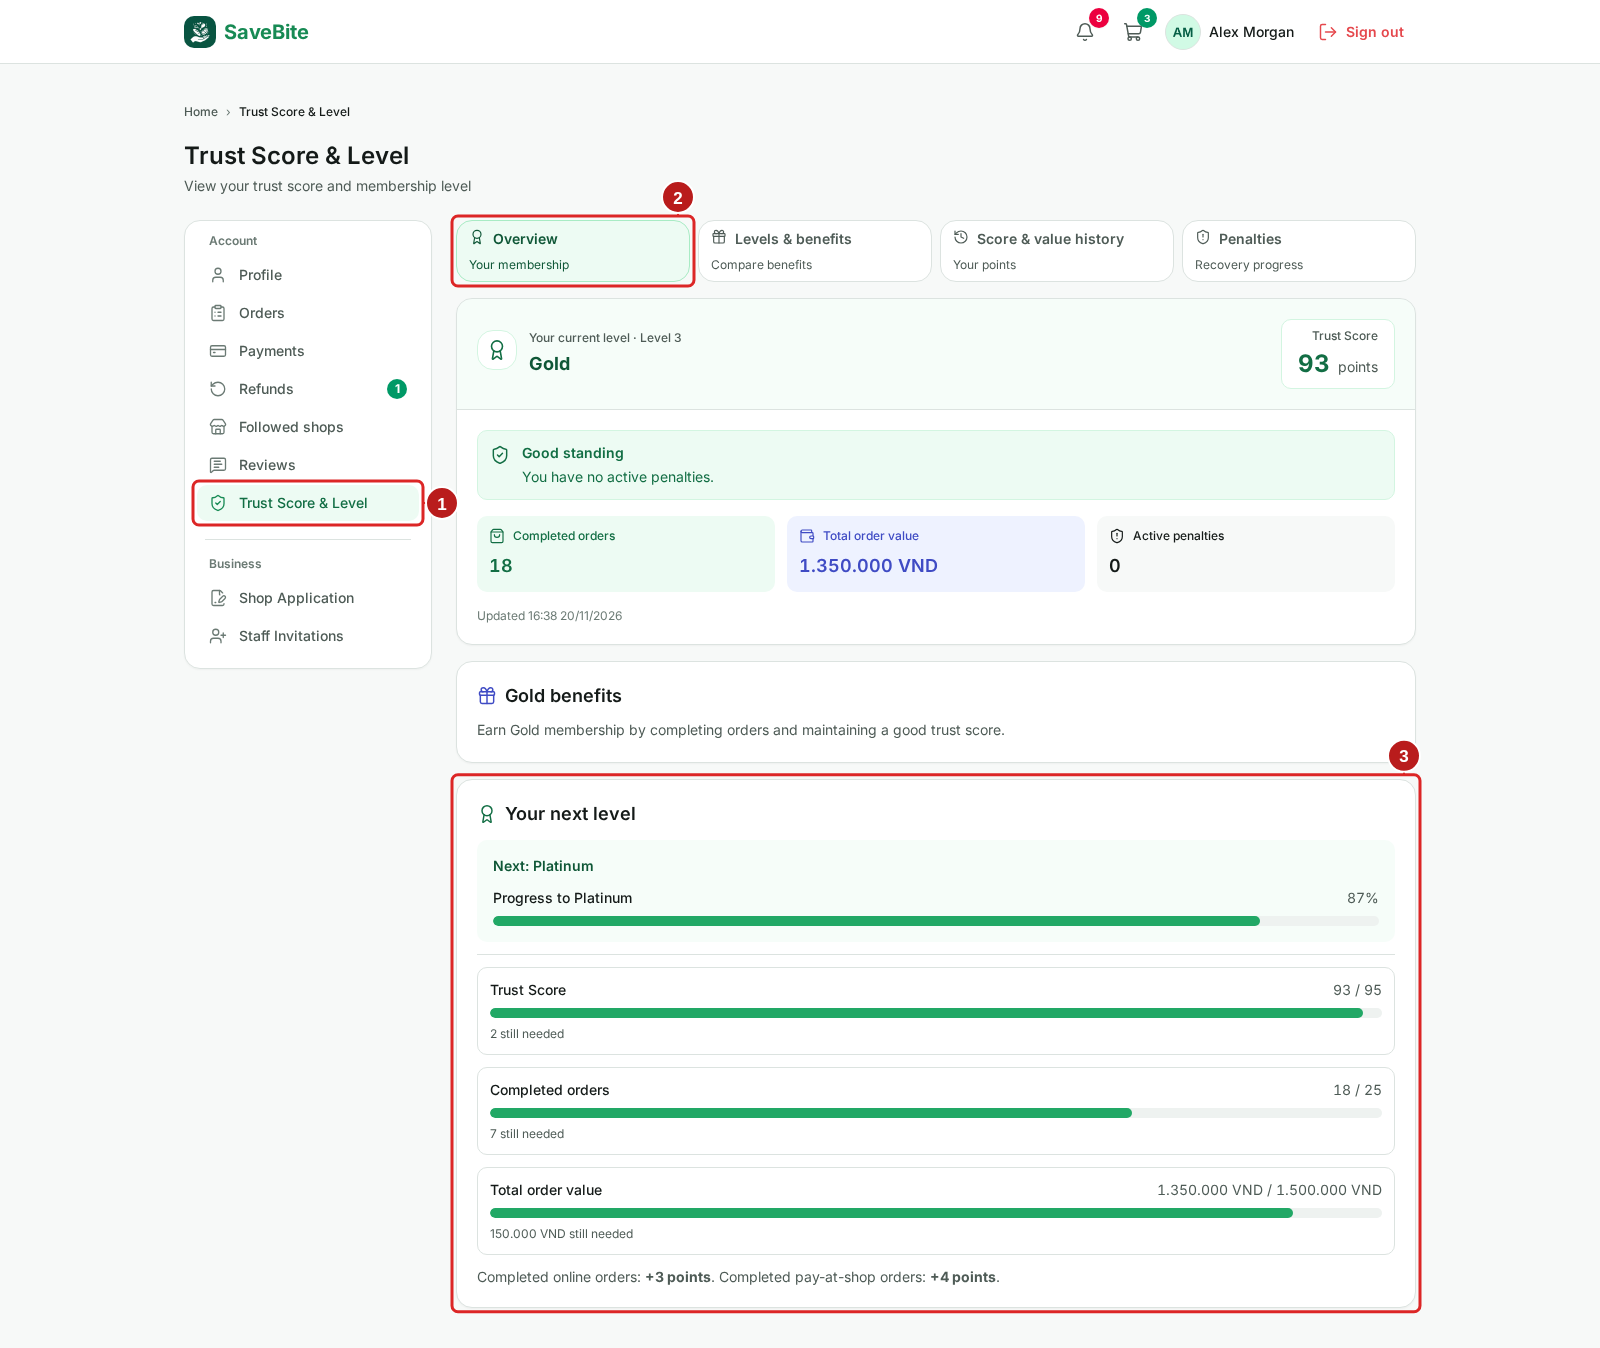 SaveBite
9
3
AM
Alex Morgan
Sign out
Home › Trust Score & Level
Trust Score & Level
View your trust score and membership level
Account
Profile
Orders
Payments
Refunds
1
Followed shops
Reviews
Trust Score & Level
1
Business
Shop Application
Staff Invitations
2
Overview
Your membership
Levels & benefits
Compare benefits
Score & value history
Your points
Penalties
Recovery progress
Your current level · Level 3
Gold
Trust Score
93 points
Good standing
You have no active penalties.
Completed orders
18
Total order value
1.350.000 VND
Active penalties
0
Updated 16:38 20/11/2026
Gold benefits
Earn Gold membership by completing orders and maintaining a good trust score.
3
Your next level
Next: Platinum
Progress to Platinum 87%
Trust Score 93 / 95
2 still needed
Completed orders 18 / 25
7 still needed
Total order value 1.350.000 VND / 1.500.000 VND
150.000 VND still needed
Completed online orders: +3 points. Completed pay-at-shop orders: +4 points.